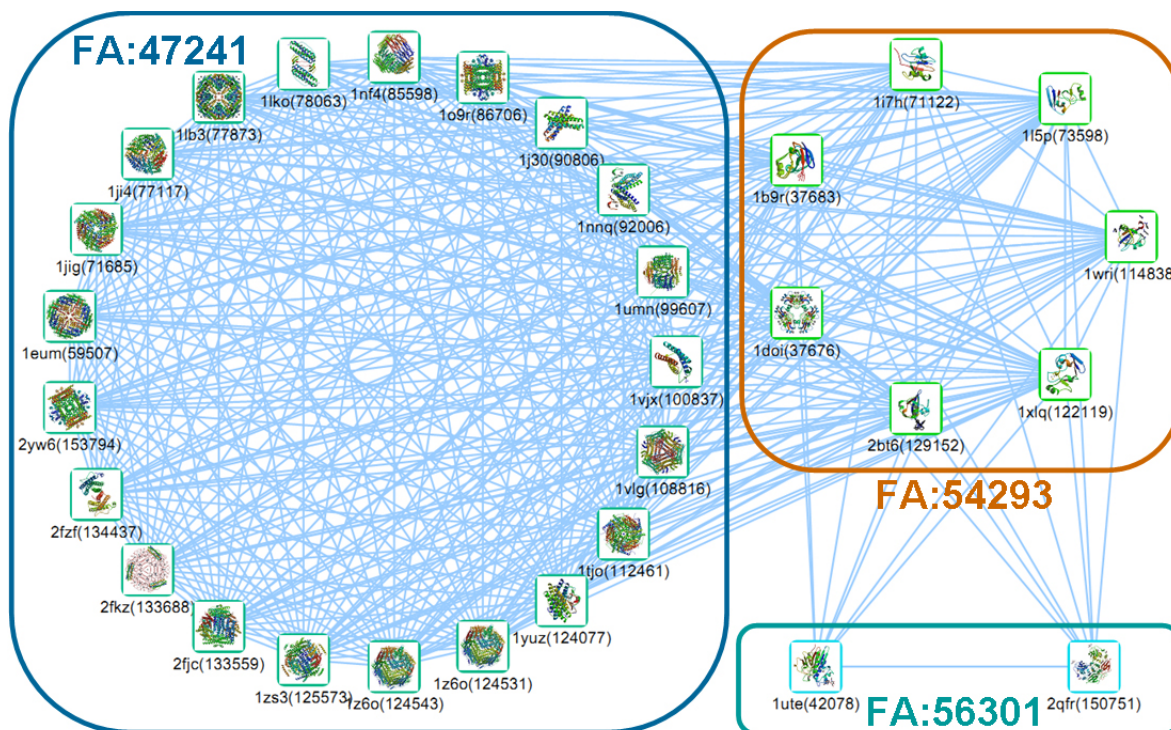 FA:47241
1lko(78063)
1nf4(85598)
1o9r(86706)
1lb3(77873)
1j30(90806)
1ji4(77117)
1nnq(92006)
1jig(71685)
1umn(99607)
1eum(59507)
1vjx(100837)
2yw6(153794)
1vlg(108816)
2fzf(134437)
1tjo(112461)
2fkz(133688)
1yuz(124077)
2fjc(133559)
1z6o(124531)
1zs3(125573)
1z6o(124543)
1i7h(71122)
1l5p(73598)
1b9r(37683)
1wri(114838
1doi(37676)
1xlq(122119)
2bt6(129152)
FA:54293
1ute(42078)
2qfr(150751)
FA:56301